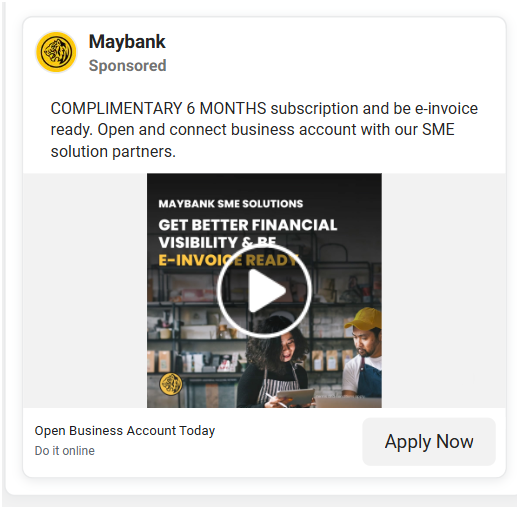 Maybank
Sponsored
COMPLIMENTARY 6 MONTHS subscription and be e-invoice
ready. Open and connect business account with our SME
solution partners.
MAYBANK SME SOLUTIONS
GET BETTER FINANCIAL
VISIBILITY & BE
E-INVOICE READY
Open Business Account Today
Do it online
Apply Now